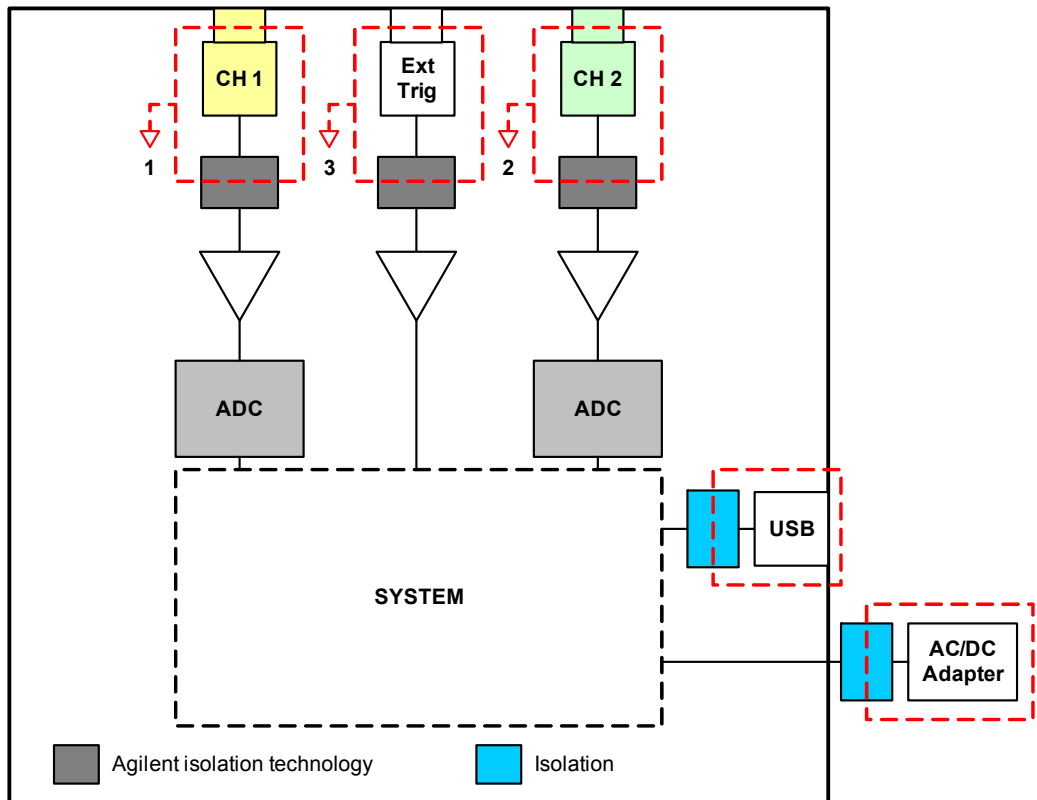 CH 1
Ext
Trig
CH 2
1
3
2
ADC
ADC
USB
SYSTEM
AC/DC
Adapter
Agilent isolation technology
Isolation